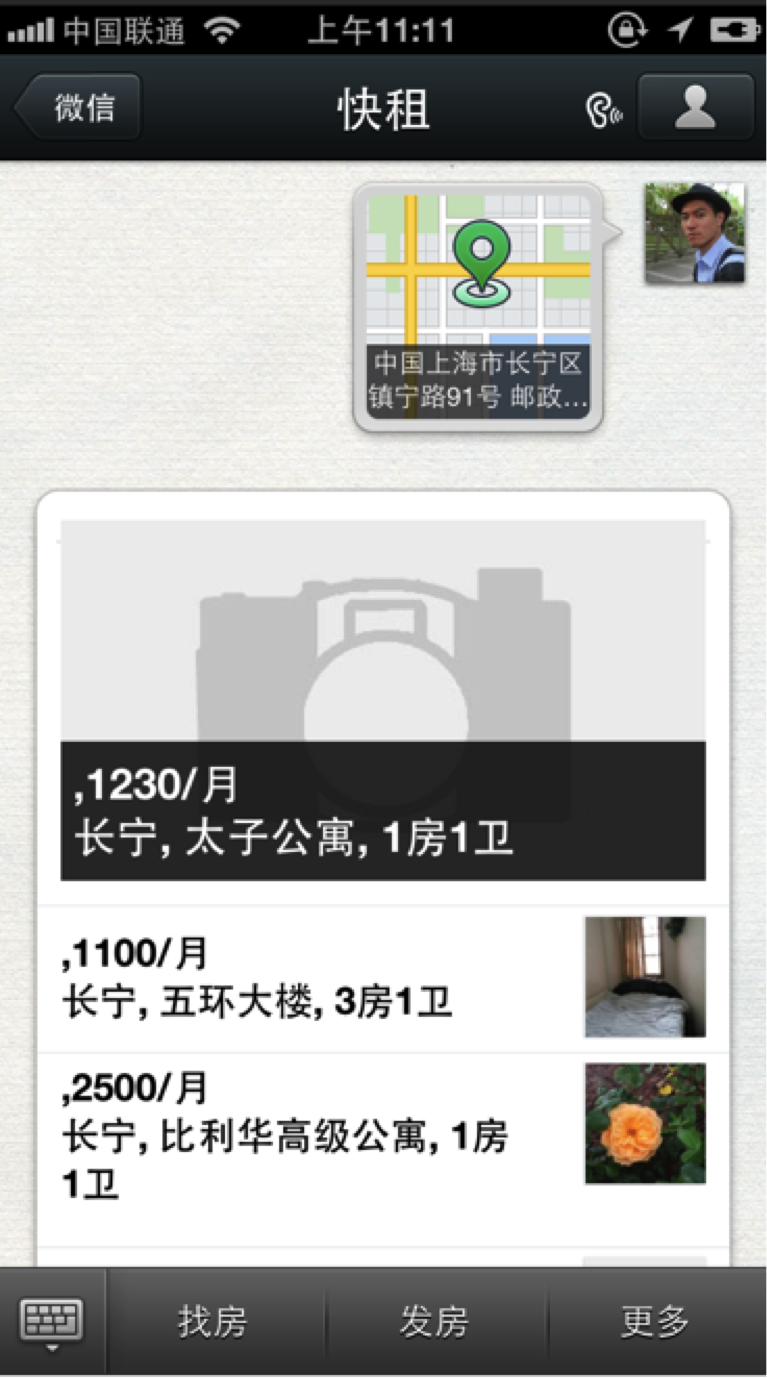 中国联通 上午11:11
微信 快租
中国上海市长宁区
镇宁路91号 邮政...
,1230/月
长宁, 太子公寓, 1房1卫
,1100/月
长宁, 五环大楼, 3房1卫
,2500/月
长宁, 比利华高级公寓, 1房
1卫
找房 发房 更多